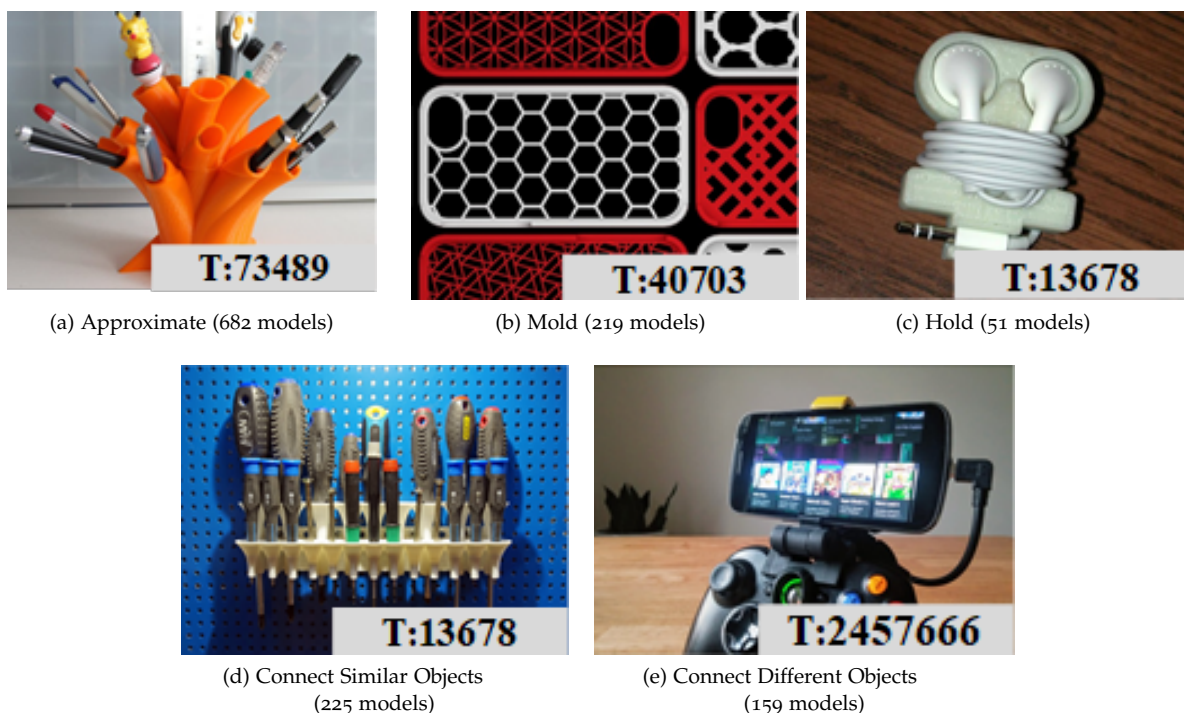 T:73489
T:40703
T:13678
(a) Approximate (682 models)
(b) Mold (219 models)
(c) Hold (51 models)
T:13678
T:2457666
(d) Connect Similar Objects
(225 models)
(e) Connect Different Objects
(159 models)